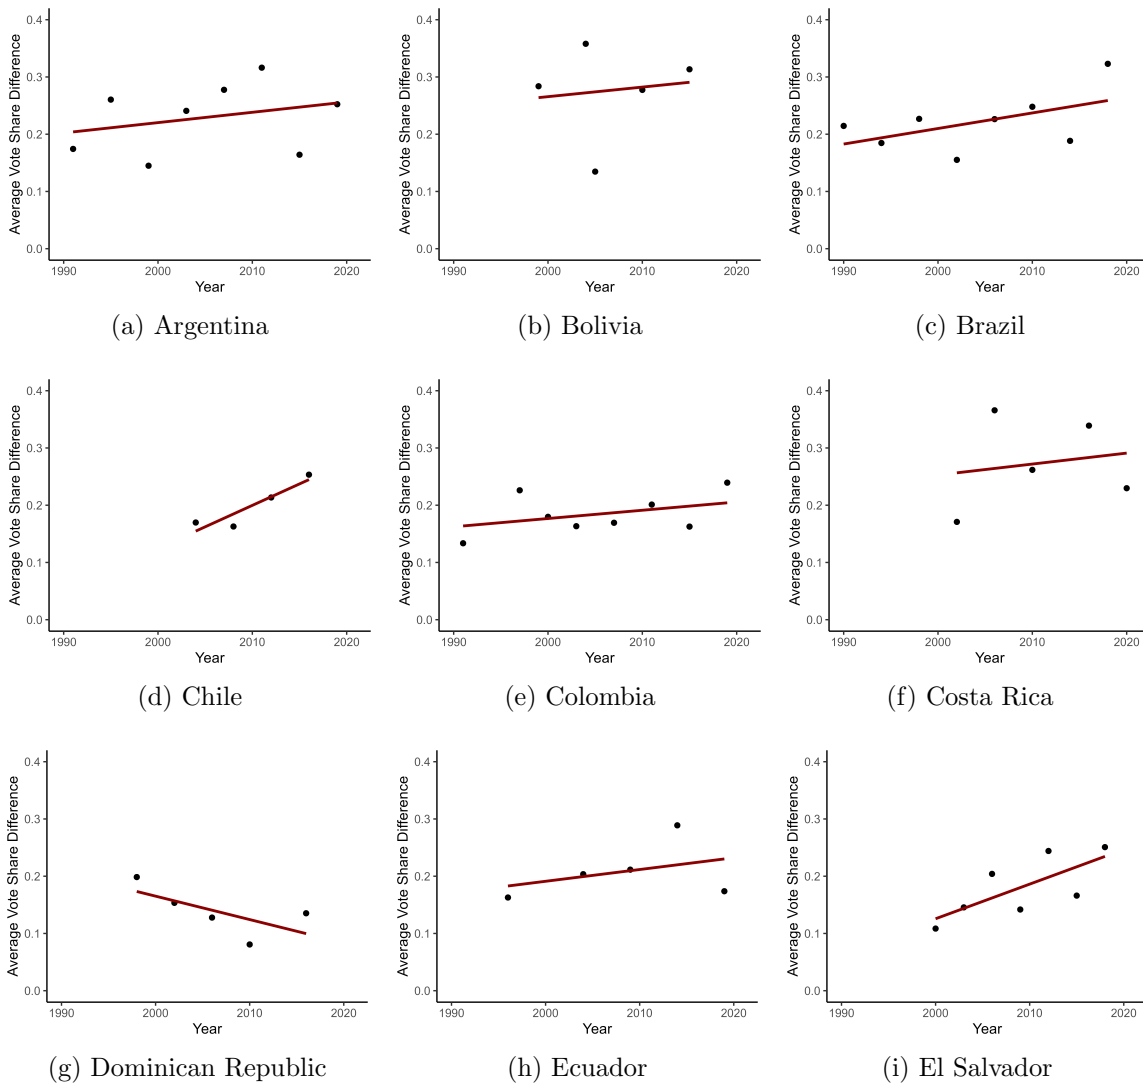 Average Vote Share Difference
0.4
0.3
0.2
0.1
0.0
1990 2000 2010 2020
Year
(a) Argentina
Average Vote Share Difference
0.4
0.3
0.2
0.1
0.0
1990 2000 2010 2020
Year
(b) Bolivia
Average Vote Share Difference
0.4
0.3
0.2
0.1
0.0
1990 2000 2010 2020
Year
(c) Brazil
Average Vote Share Difference
0.4
0.3
0.2
0.1
0.0
1990 2000 2010 2020
Year
(d) Chile
Average Vote Share Difference
0.4
0.3
0.2
0.1
0.0
1990 2000 2010 2020
Year
(e) Colombia
Average Vote Share Difference
0.4
0.3
0.2
0.1
0.0
1990 2000 2010 2020
Year
(f) Costa Rica
Average Vote Share Difference
0.4
0.3
0.2
0.1
0.0
1990 2000 2010 2020
Year
(g) Dominican Republic
Average Vote Share Difference
0.4
0.3
0.2
0.1
0.0
1990 2000 2010 2020
Year
(h) Ecuador
Average Vote Share Difference
0.4
0.3
0.2
0.1
0.0
1990 2000 2010 2020
Year
(i) El Salvador